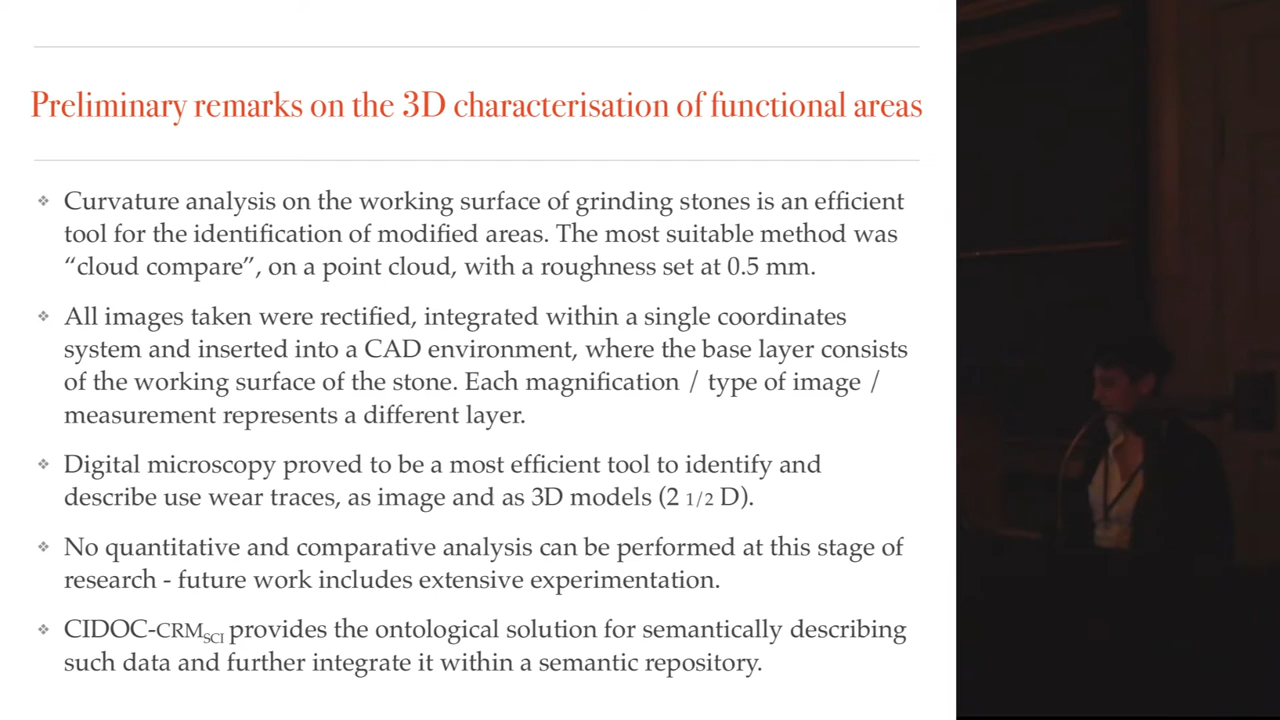 Preliminary remarks on the 3D characterisation of functional areas
❖ Curvature analysis on the working surface of grinding stones is an efficient
tool for the identification of modified areas. The most suitable method was
“cloud compare”, on a point cloud, with a roughness set at 0.5 mm.
❖ All images taken were rectified, integrated within a single coordinates
system and inserted into a CAD environment, where the base layer consists
of the working surface of the stone. Each magnification / type of image /
measurement represents a different layer.
❖ Digital microscopy proved to be a most efficient tool to identify and
describe use wear traces, as image and as 3D models (2 1/2 D).
❖ No quantitative and comparative analysis can be performed at this stage of
research - future work includes extensive experimentation.
❖ CIDOC-CRMSCI provides the ontological solution for semantically describing
such data and further integrate it within a semantic repository.